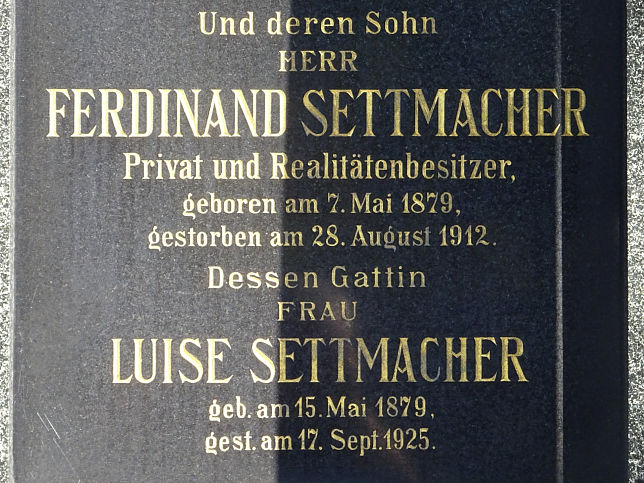 Und deren Sohn
HERR
FERDINAND SETTMACHER
Privat und Realitätenbesitzer,
geboren am 7. Mai 1879,
gestorben am 28. August 1912.
Dessen Gattin
FRAU
LUISE SETTMACHER
geb. am 15. Mai 1879,
gest. am 17. Sept. 1925.